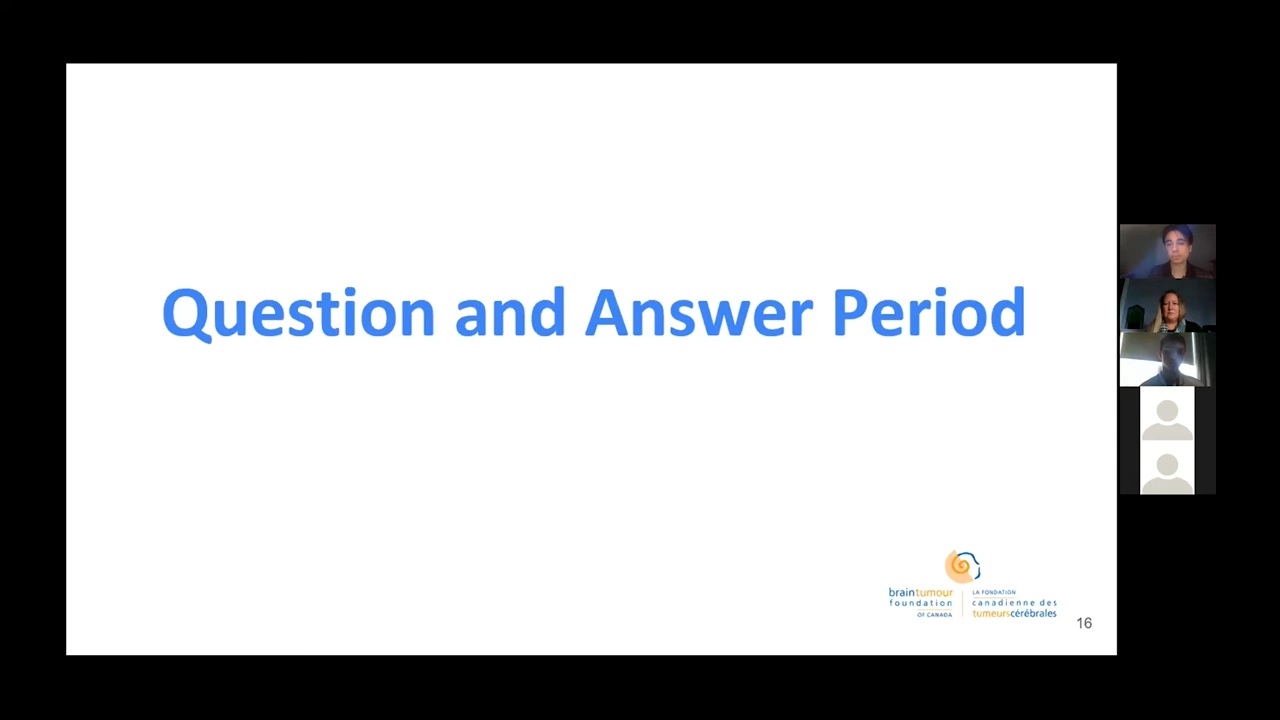 Question and Answer Period
braintumour
foundation
OF CANADA
LA FONDATION
canadienne des
tumeurscérébrales
16